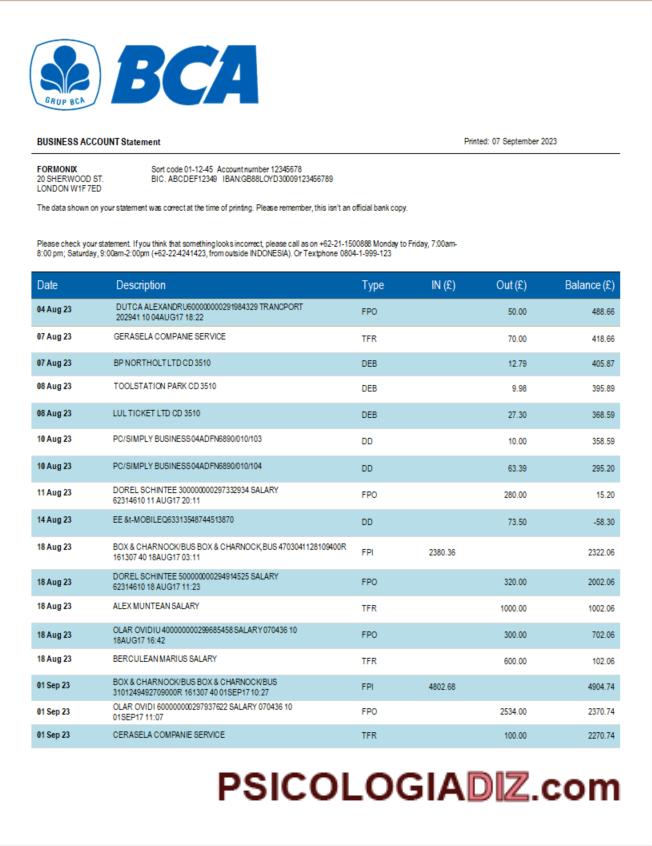 GRUP BCA
BCA
BUSINESS ACCOUNT Statement Printed: 07 September 2023
FORMONIX Sort code 01-12-45 Account number 12345678
20 SHERWOOD ST. BIC: ABCDEF12349 IBAN:GB88LOYD30009123456789
LONDON W1F 7ED
The data shown on your statement was correct at the time of printing. Please remember, this isn't an official bank copy.
Please check your statement. If you think that something looks incorrect, please call as on +62-21-1500888 Monday to Friday, 7:00am-
8:00 pm; Saturday, 9:00am-2:00pm (+62-22-4241423, from outside INDONESIA). Or Textphone 0804-1-999-123
Date Description Type IN (£) Out (£) Balance (£)
04 Aug 23 DUTCA ALEXANDRU600000000291984329 TRANCPORT
202941 10 04AUG17 18:22 FPO 50.00 488.66
07 Aug 23 GERASELA COMPANIE SERVICE TFR 70.00 418.66
07 Aug 23 BP NORTHOLT LTD CD 3510 DEB 12.79 405.87
08 Aug 23 TOOLSTATION PARK CD 3510 DEB 9.98 395.89
08 Aug 23 LUL TICKET LTD CD 3510 DEB 27.30 368.59
10 Aug 23 PC/SIMPLY BUSINESS04ADFN6890/010/103 DD 10.00 358.59
10 Aug 23 PC/SIMPLY BUSINESS04ADFN6890/010/104 DD 63.39 295.20
11 Aug 23 DOREL SCHINTEE 300000000297332934 SALARY
62314610 11 AUG17 20:11 FPO 280.00 15.20
14 Aug 23 EE &t-MOBILEQ63313548744513870 DD 73.50 -58.30
18 Aug 23 BOX & CHARNOCK/BUS BOX & CHARNOCK,BUS 470304112810​9400R
161307 40 18AUG17 03:11 FPI 2380.36 2322.06
18 Aug 23 DOREL SCHINTEE 500000000294914525 SALARY
62314610 18 AUG17 11:23 FPO 320.00 2002.06
18 Aug 23 ALEX MUNTEAN SALARY TFR 1000.00 1002.06
18 Aug 23 OLAR OVIDIU 400000000299685458 SALARY 070436 10
18AUG17 16:42 FPO 300.00 702.06
18 Aug 23 BERCULEAN MARIUS SALARY TFR 600.00 102.06
01 Sep 23 BOX & CHARNOCK/BUS BOX & CHARNOCK/BUS
3101249492709000R 161307 40 01SEP17 10:27 FPI 4802.68 4904.74
01 Sep 23 OLAR OVIDI 600000000297937622 SALARY 070436 10
01SEP17 11:07 FPO 2534.00 2370.74
01 Sep 23 CERASELA COMPANIE SERVICE TFR 100.00 2270.74
PSICOLOGIADIZ.com